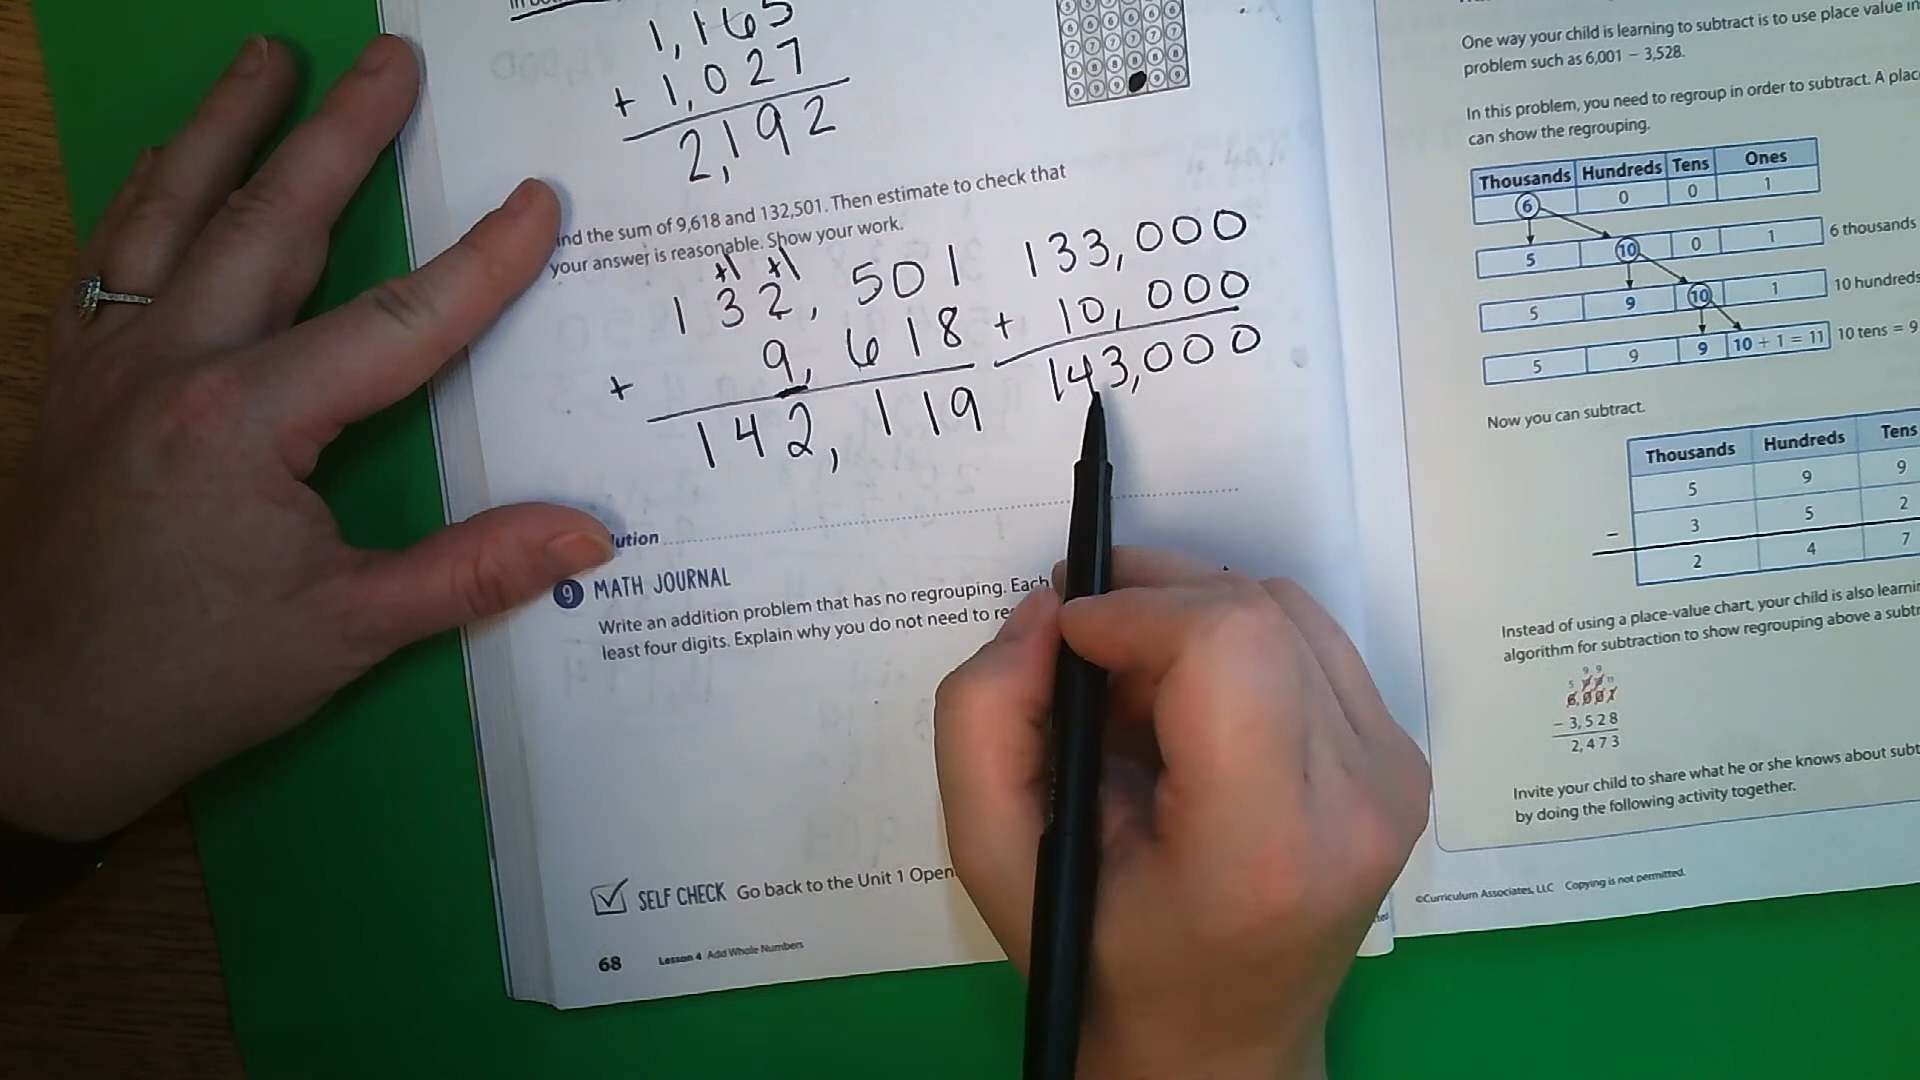 1,165
+ 1,027
2,192
ind the sum of 9,618 and 132,501. Then estimate to check that
your answer is reasonable. Show your work.
+1 +1
132,501
+ 9,618
142,119
133,000
+ 10,000
143,000
lution
9 MATH JOURNAL
Write an addition problem that has no regrouping. Each
least four digits. Explain why you do not need to re
SELF CHECK Go back to the Unit 1 Open
68 Lesson 4 Add Whole Numbers
One way your child is learning to subtract is to use place value in
problem such as 6,001 − 3,528.
In this problem, you need to regroup in order to subtract. A plac
can show the regrouping.
Thousands Hundreds Tens Ones
6 0 0 1
5 10 0 1 6 thousands
5 9 10 1 10 hundreds
5 9 9 10 + 1 = 11 10 tens = 9
Now you can subtract.
Thousands Hundreds Tens
5 9 9
− 3 5 2
2 4 7
Instead of using a place-value chart, your child is also learnin
algorithm for subtraction to show regrouping above a subtr
5 9 9 11
6,001
− 3,528
2,473
Invite your child to share what he or she knows about subt
by doing the following activity together.
©Curriculum Associates, LLC Copying is not permitted.